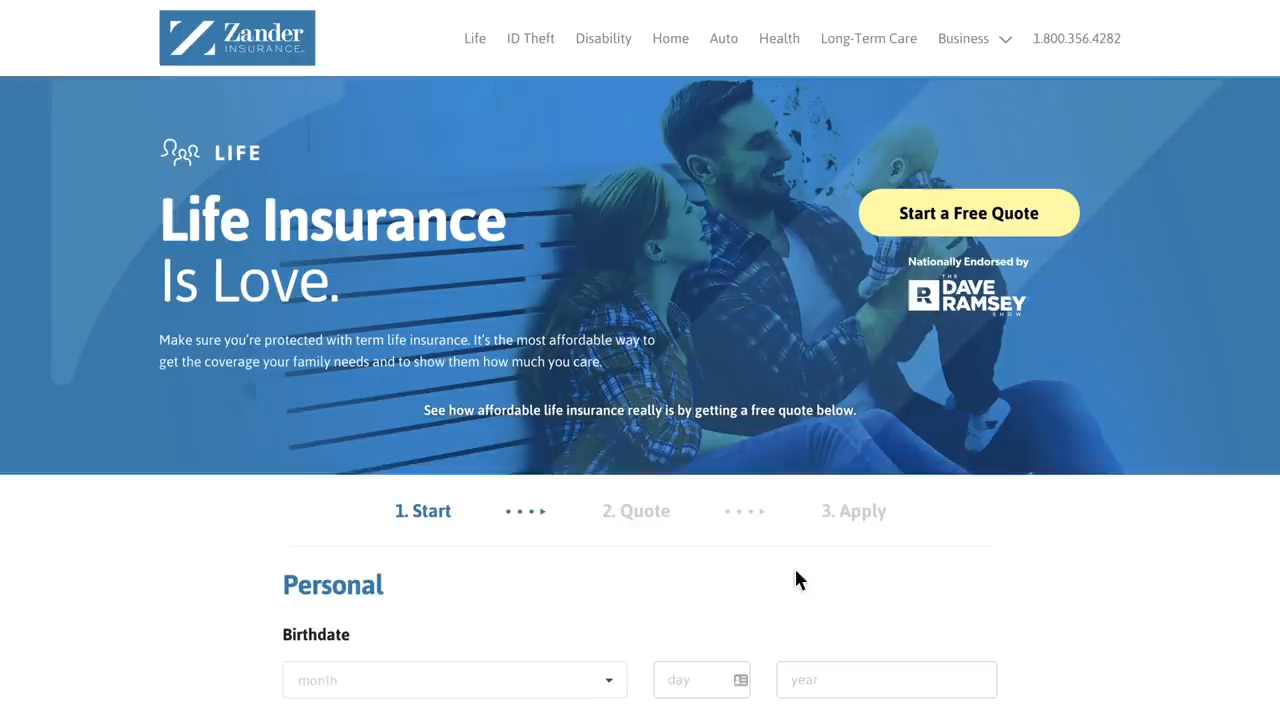 Zander
INSURANCE
Life ID Theft Disability Home Auto Health Long-Term Care Business 1.800.356.4282
LIFE
Life Insurance
Is Love.
Make sure you're protected with term life insurance. It's the most affordable way to
get the coverage your family needs and to show them how much you care.
Start a Free Quote
Nationally Endorsed by
THE
R DAVE
RAMSEY
SHOW
See how affordable life insurance really is by getting a free quote below.
1. Start 2. Quote 3. Apply
Personal
Birthdate
month day year